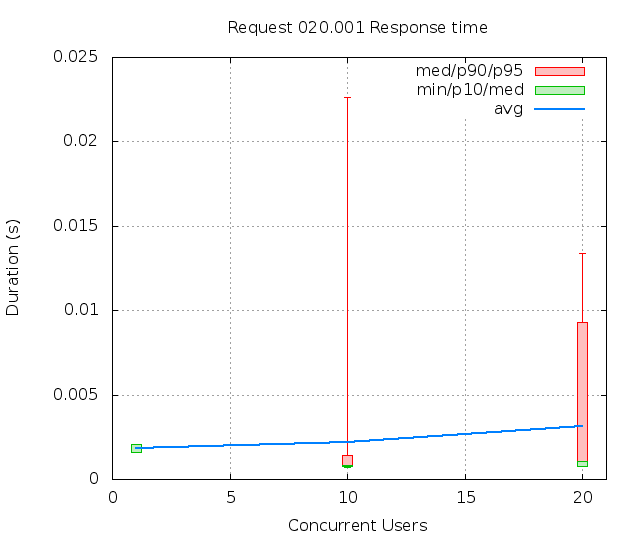 Request 020.001 Response time
0.025
0.02
0.015
0.01
0.005
0
Duration (s)
med/p90/p95
min/p10/med
avg
0 5 10 15 20
Concurrent Users